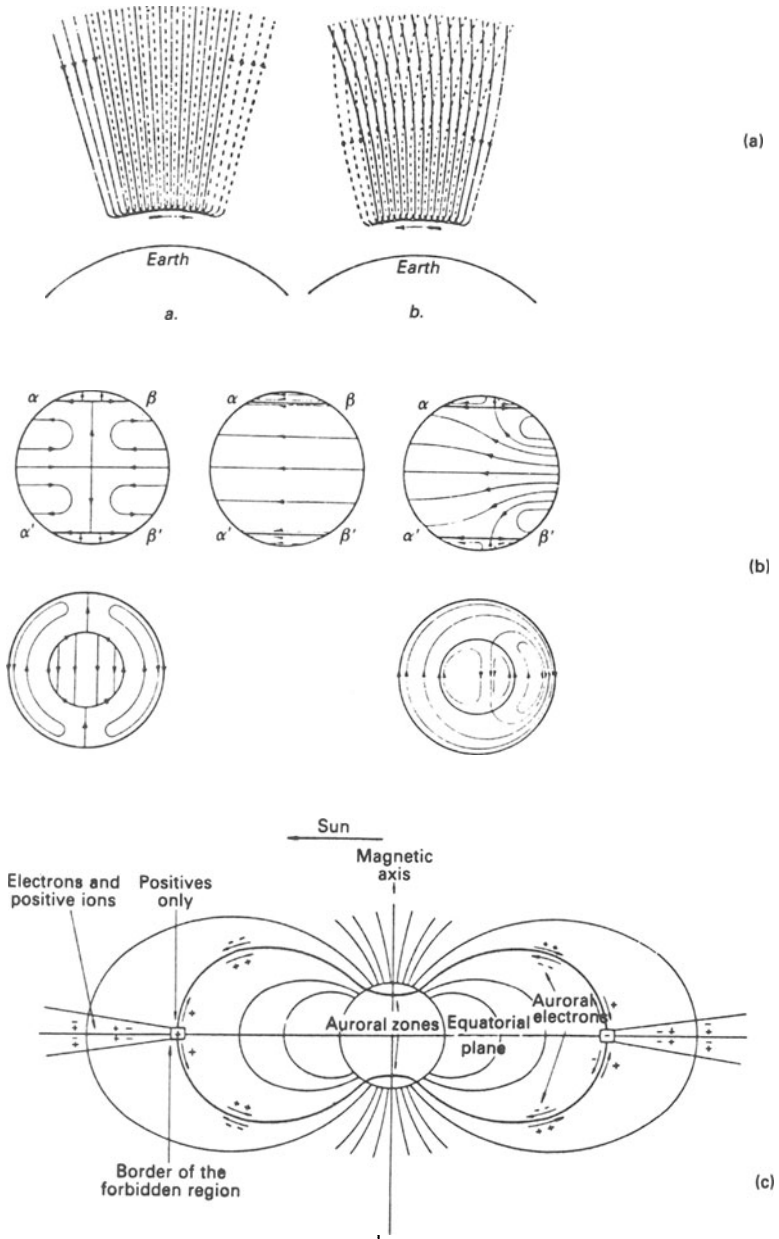 (a)
Earth
Earth
a.
b.
α β α β α β
(b)
α' β' α' β' α' β'
Sun
Magnetic
axis
Electrons and
positive ions
Positives
only
+
-
Auroral zones
Equatorial
plane
Auroral
electrons
Border of the
forbidden region
(c)